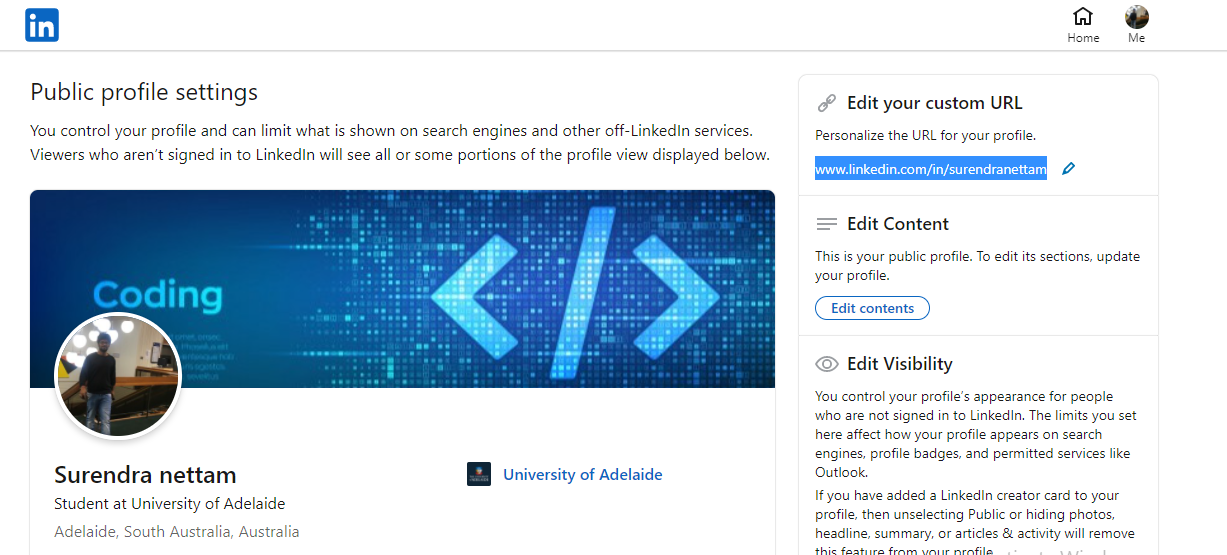 in
Home
Me
Public profile settings
You control your profile and can limit what is shown on search engines and other off-LinkedIn services.
Viewers who aren't signed in to LinkedIn will see all or some portions of the profile view displayed below.
Coding
Surendra nettam
Student at University of Adelaide
Adelaide, South Australia, Australia
University of Adelaide
Edit your custom URL
Personalize the URL for your profile.
www.linkedin.com/in/surendranettam
Edit Content
This is your public profile. To edit its sections, update
your profile.
Edit contents
Edit Visibility
You control your profile's appearance for people
who are not signed in to LinkedIn. The limits you set
here affect how your profile appears on search
engines, profile badges, and permitted services like
Outlook.
If you have added a LinkedIn creator card to your
profile, then unselecting Public or hiding photos,
headline, summary, or articles & activity will remove
this feature from your profile.